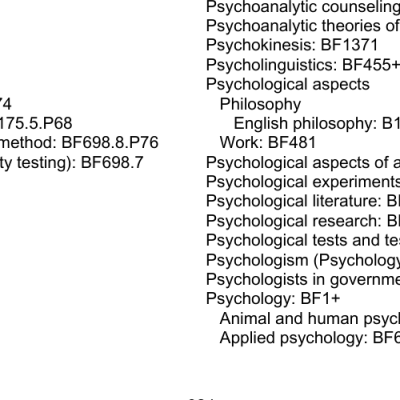 74
175.5.P68
method: BF698.8.P76
ty testing): BF698.7
Psychoanalytic counseling
Psychoanalytic theories of
Psychokinesis: BF1371
Psycholinguistics: BF455+
Psychological aspects
Philosophy
English philosophy: B1
Work: BF481
Psychological aspects of a
Psychological experiments
Psychological literature: B
Psychological research: B
Psychological tests and te
Psychologism (Psychology
Psychologists in governme
Psychology: BF1+
Animal and human psych
Applied psychology: BF6